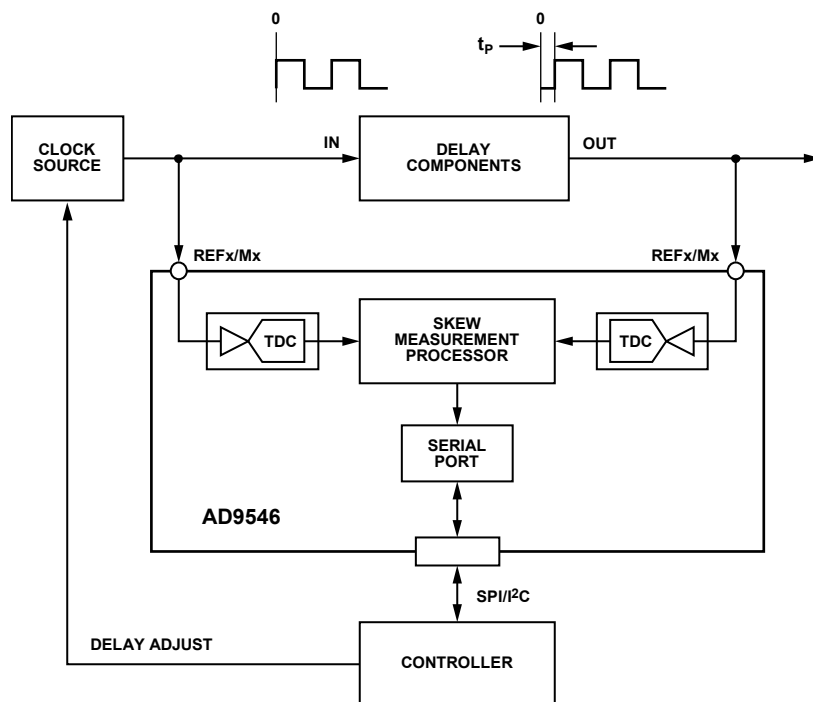 0
0
tP
CLOCK
SOURCE
IN
DELAY
COMPONENTS
OUT
REFx/Mx
REFx/Mx
TDC
SKEW
MEASUREMENT
PROCESSOR
TDC
SERIAL
PORT
AD9546
SPI/I²C
DELAY ADJUST
CONTROLLER